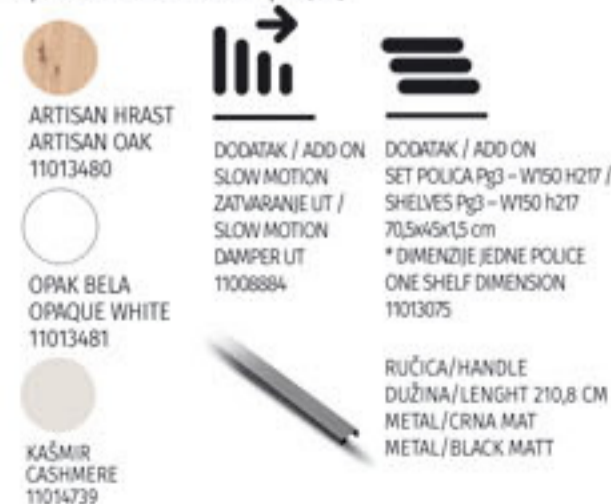 ARTISAN HRAST
ARTISAN OAK
11013480
OPAK BELA
OPAQUE WHITE
11013481
KAŠMIR
CASHMERE
11014739
DODATAK / ADD ON
SLOW MOTION
ZATVARANJE UT /
SLOW MOTION
DAMPER UT
11008884
DODATAK / ADD ON
SET POLICA Pg3 – W150 H217 /
SHELVES Pg3 – W150 h217
70,5x45x1,5 cm
* DIMENZIJE JEDNE POLICE
ONE SHELF DIMENSION
11013075
RUČICA/HANDLE
DUŽINA/LENGHT 210,8 CM
METAL/CRNA MAT
METAL/BLACK MATT